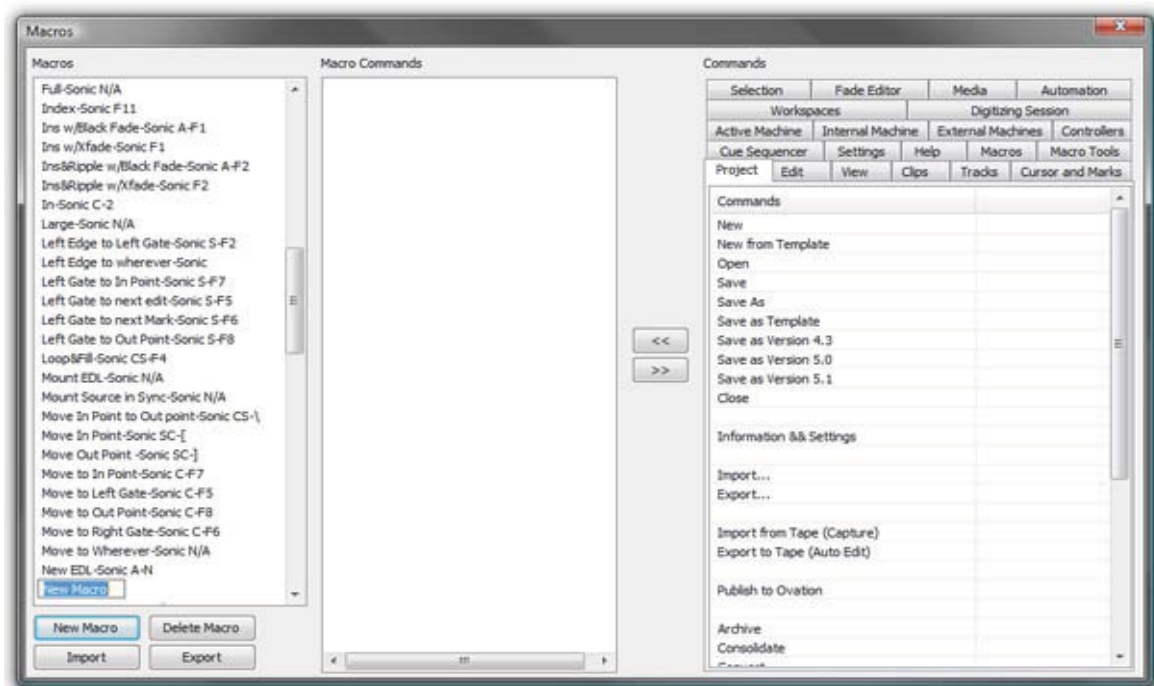 Macros
Macros
Full-Sonic N/A
Index-Sonic F11
Ins w/Black Fade-Sonic A-F1
Ins w/Xfade-Sonic F1
Ins&Ripple w/Black Fade-Sonic A-F2
Ins&Ripple w/Xfade-Sonic F2
In-Sonic C-2
Large-Sonic N/A
Left Edge to Left Gate-Sonic S-F2
Left Edge to wherever-Sonic
Left Gate to In Point-Sonic S-F7
Left Gate to next edit-Sonic S-F5
Left Gate to next Mark-Sonic S-F6
Left Gate to Out Point-Sonic S-F8
Loop&Fill-Sonic CS-F4
Mount EDL-Sonic N/A
Mount Source in Sync-Sonic N/A
Move In Point to Out point-Sonic CS-\
Move In Point-Sonic SC-[
Move Out Point -Sonic SC-]
Move to In Point-Sonic C-F7
Move to Left Gate-Sonic C-F5
Move to Out Point-Sonic C-F8
Move to Right Gate-Sonic C-F6
Move to Wherever-Sonic N/A
New EDL-Sonic A-N
New Macro
New Macro Delete Macro
Import Export
Macro Commands
<<
>>
Commands
Selection Fade Editor Media Automation
Workspaces Digitizing Session
Active Machine Internal Machine External Machines Controllers
Cue Sequencer Settings Help Macros Macro Tools
Project Edit View Clips Tracks Cursor and Marks
Commands
New
New from Template
Open
Save
Save As
Save as Template
Save as Version 4.3
Save as Version 5.0
Save as Version 5.1
Close
Information && Settings
Import...
Export...
Import from Tape (Capture)
Export to Tape (Auto Edit)
Publish to Ovation
Archive
Consolidate